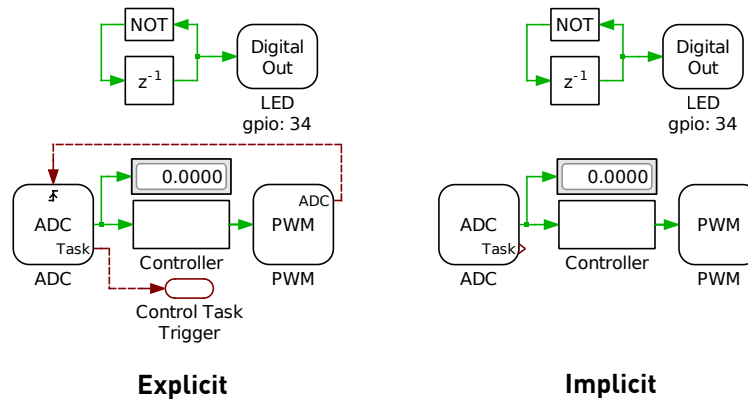 NOT
z-1
Digital
Out
LED
gpio: 34
0.0000
ADC
Task
ADC
ADC
PWM
PWM
Controller
Control Task
Trigger
Explicit
NOT
z-1
Digital
Out
LED
gpio: 34
0.0000
ADC
Task
ADC
PWM
PWM
Controller
Implicit